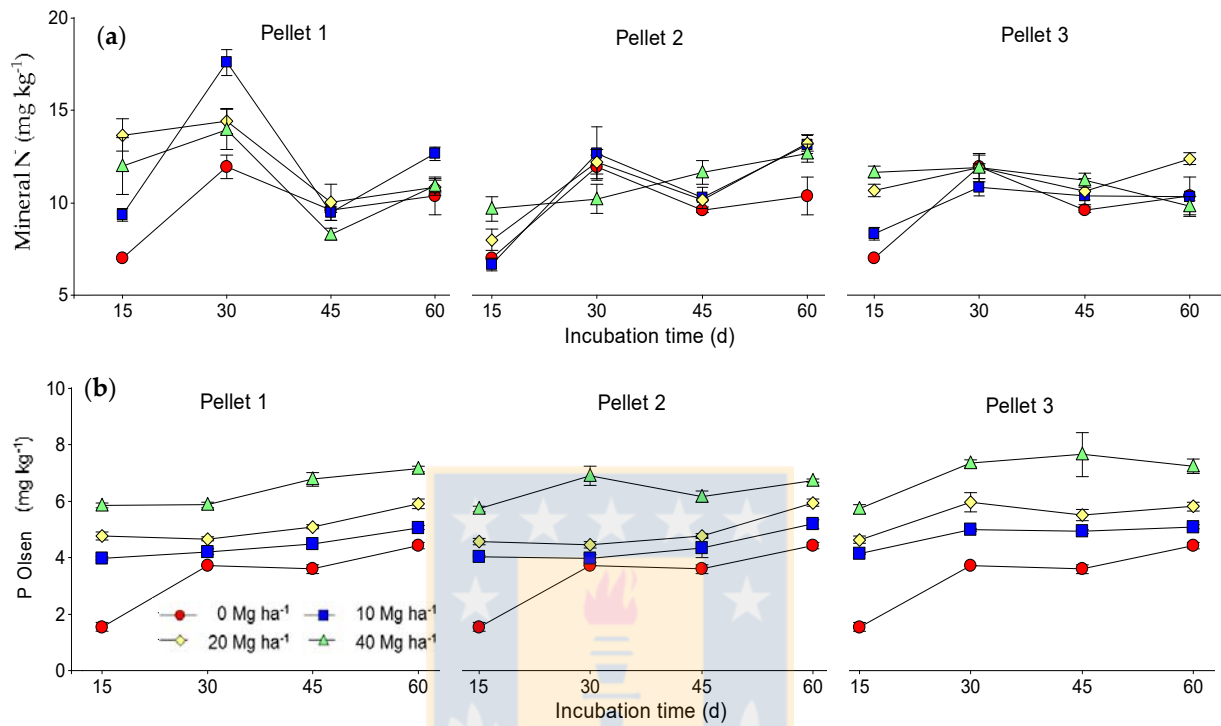 (a)
Pellet 1
Pellet 2
Pellet 3
Mineral N (mg kg⁻¹)
20
15
10
5
15 30 45 60
15 30 45 60
15 30 45 60
Incubation time (d)
(b)
Pellet 1
Pellet 2
Pellet 3
P Olsen (mg kg⁻¹)
10
8
6
4
2
0
0 Mg ha⁻¹
10 Mg ha⁻¹
20 Mg ha⁻¹
40 Mg ha⁻¹
15 30 45 60
15 30 45 60
15 30 45 60
Incubation time (d)